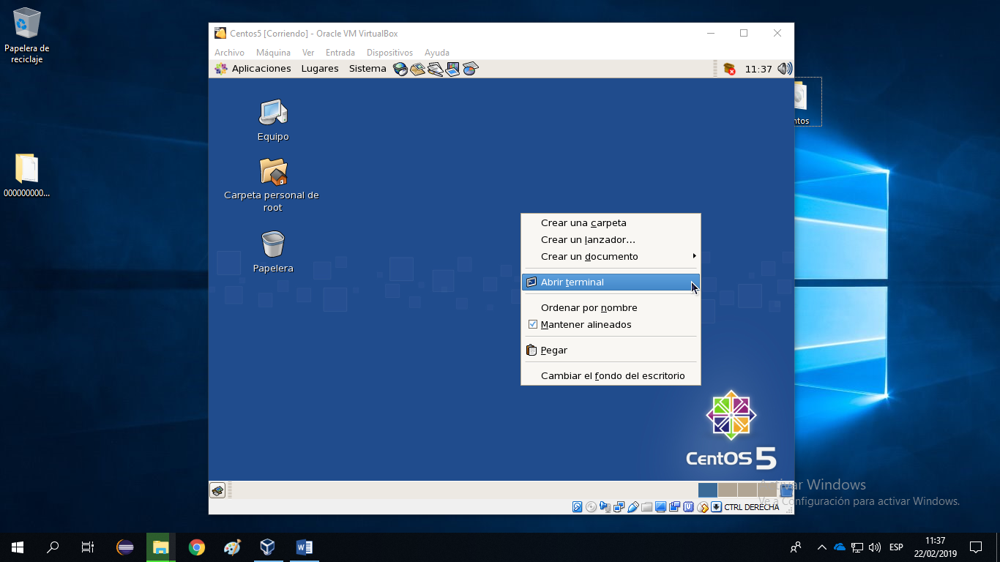 Papelera de
reciclaje
000000000...
Centos5 [Corriendo] - Oracle VM VirtualBox
Archivo Máquina Ver Entrada Dispositivos Ayuda
Aplicaciones Lugares Sistema
11:37
Equipo
Carpeta personal de
root
Papelera
Crear una carpeta
Crear un lanzador...
Crear un documento
Abrir terminal
Ordenar por nombre
Mantener alineados
Pegar
Cambiar el fondo del escritorio
CentOS 5
CTRL DERECHA
ntos
Activar Windows
Ve a Configuración para activar Windows.
ESP
11:37
22/02/2019